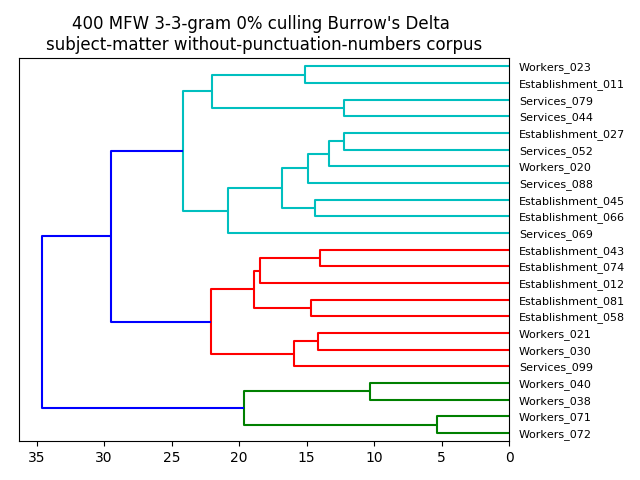 400 MFW 3-3-gram 0% culling Burrow's Delta
subject-matter without-punctuation-numbers corpus
Workers_023
Establishment_011
Services_079
Services_044
Establishment_027
Services_052
Workers_020
Services_088
Establishment_045
Establishment_066
Services_069
Establishment_043
Establishment_074
Establishment_012
Establishment_081
Establishment_058
Workers_021
Workers_030
Services_099
Workers_040
Workers_038
Workers_071
Workers_072
35 30 25 20 15 10 5 0